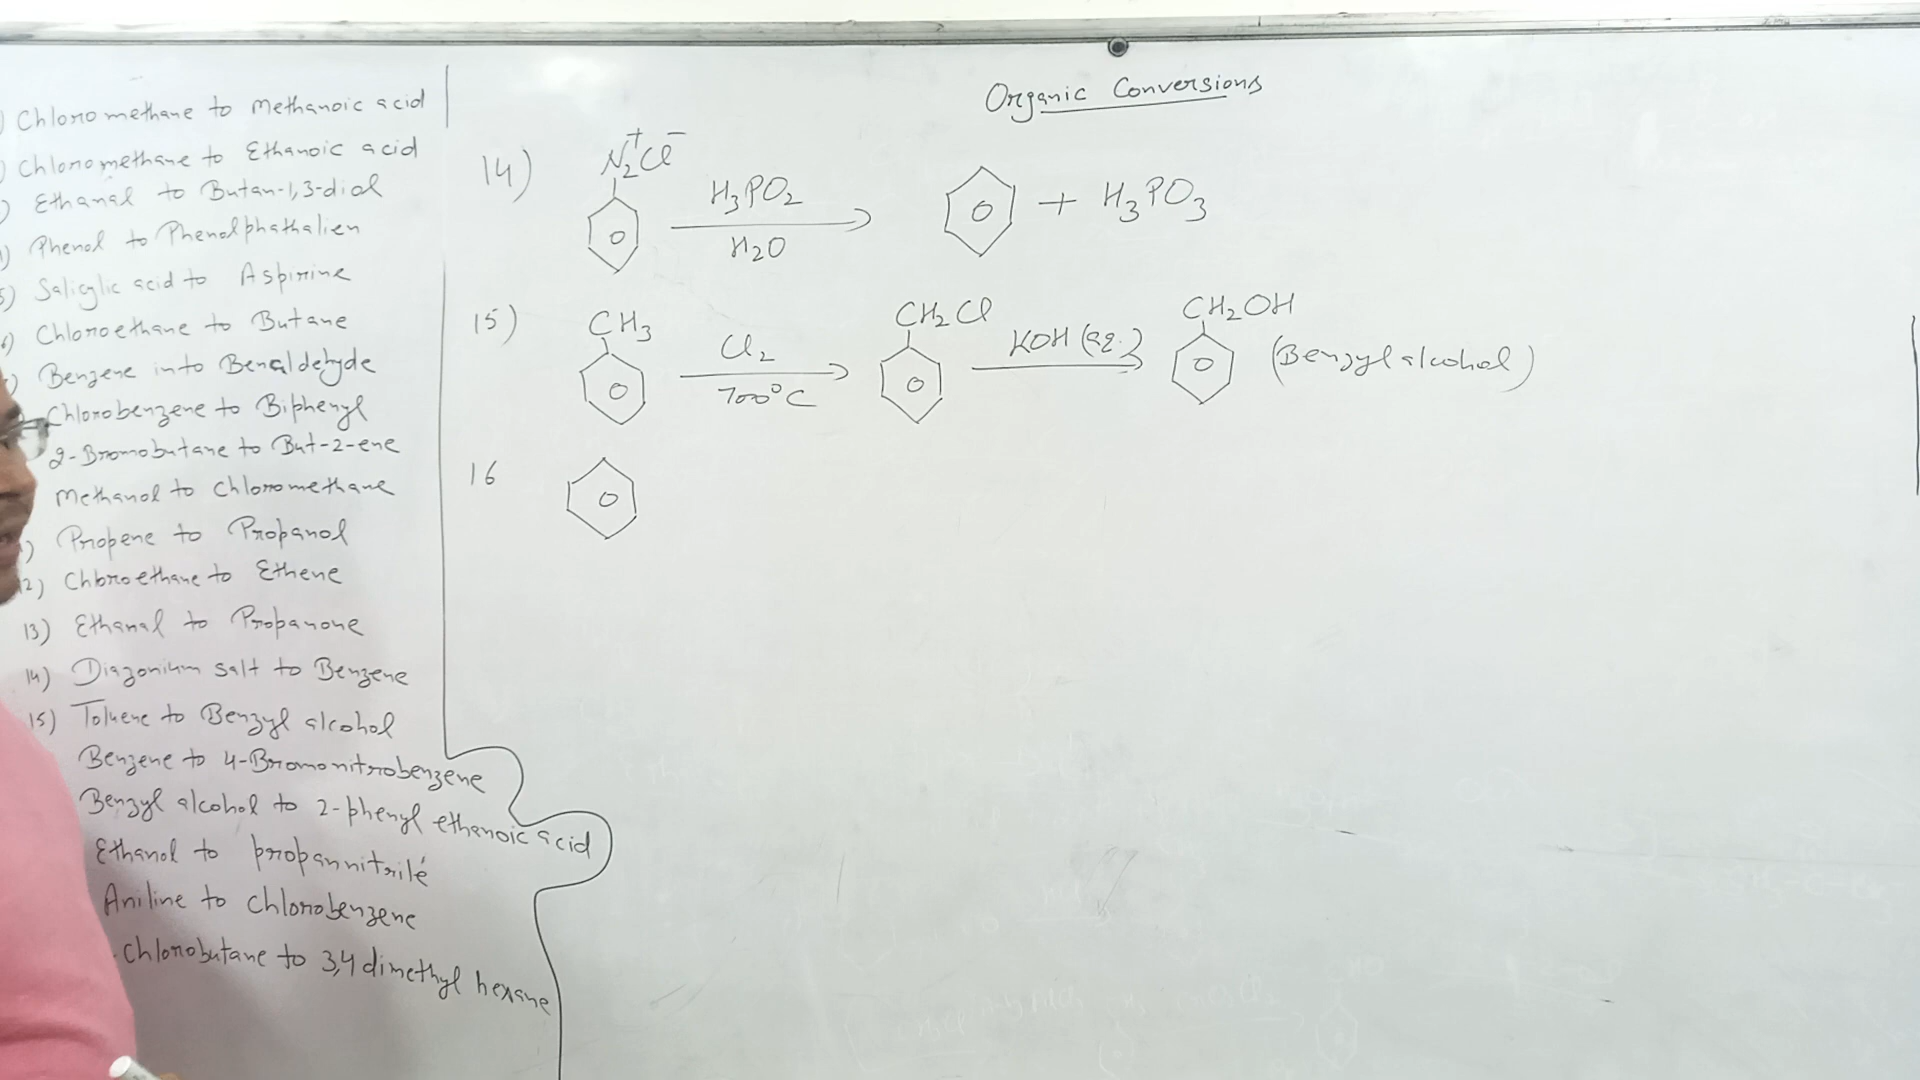 Organic Conversions
) Chloromethane to Methanoic acid
) Chloromethane to Ethanoic acid
) Ethanal to Butan-1,3-diol
) Phenol to Phenolphathalien
5) Salicylic acid to Aspirine
) Chloroethane to Butane
) Benzene into Benaldehyde
Chlorobenzene to Biphenyl
2-Bromobutane to But-2-ene
Methanol to Chloromethane
) Propene to Propanol
12) Chloroethane to Ethene
13) Ethanal to Propanone
14) Diazonium salt to Benzene
15) Toluene to Benzyl alcohol
Benzene to 4-Bromonitrobenzene
Benzyl alcohol to 2-phenyl ethanoic acid
Ethanol to propannitrile
Aniline to Chlorobenzene
Chlorobutane to 3,4 dimethyl hexane
14) N₂⁺Cl⁻ H₃PO₂ H₂O + H₃PO₃
15) CH₃ Cl₂ 700°C CH₂Cl KOH (aq.) CH₂OH (Benzyl alcohol)
16